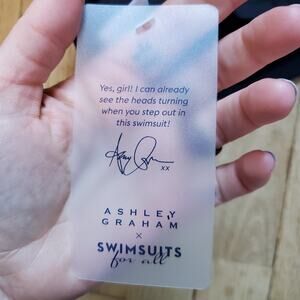 Yes, girl! I can already
see the heads turning
when you step out in
this swimsuit!
xx
ASHLEY
GRAHAM
x
SWIMSUITS
for all